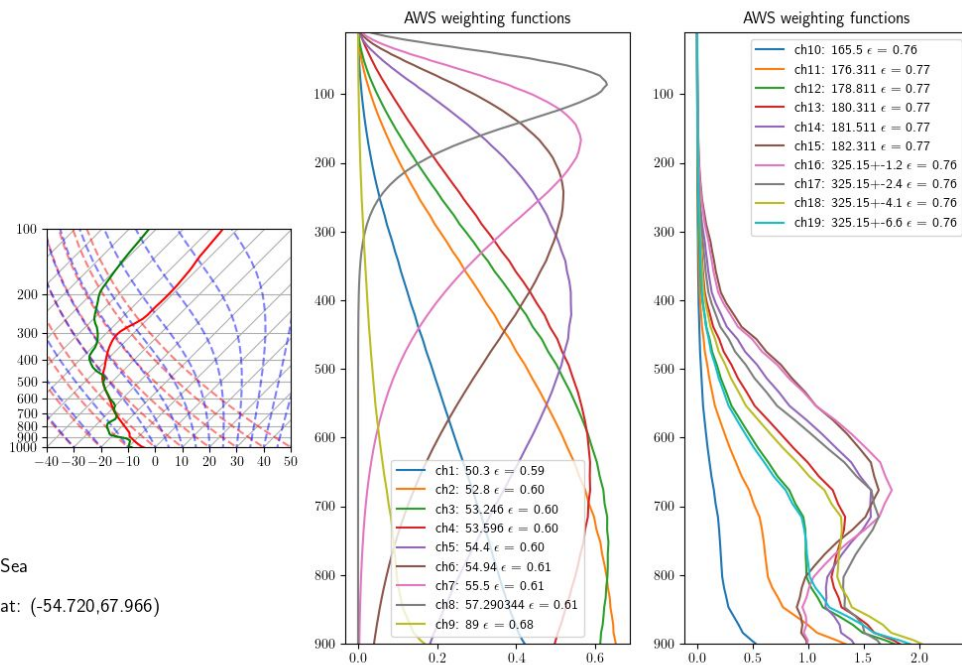 AWS weighting functions
AWS weighting functions
100
200
300
400
500
600
700
800
900
1000
−40
−30
−20
−10
0
10
20
30
40
50
Sea
at: (-54.720,67.966)
100
200
300
400
500
600
700
800
900
ch1: 50.3 ϵ = 0.59
ch2: 52.8 ϵ = 0.60
ch3: 53.246 ϵ = 0.60
ch4: 53.596 ϵ = 0.60
ch5: 54.4 ϵ = 0.60
ch6: 54.94 ϵ = 0.61
ch7: 55.5 ϵ = 0.61
ch8: 57.290344 ϵ = 0.61
ch9: 89 ϵ = 0.68
0.0
0.2
0.4
0.6
ch10: 165.5 ϵ = 0.76
ch11: 176.311 ϵ = 0.77
ch12: 178.811 ϵ = 0.77
ch13: 180.311 ϵ = 0.77
ch14: 181.511 ϵ = 0.77
ch15: 182.311 ϵ = 0.77
ch16: 325.15+-1.2 ϵ = 0.76
ch17: 325.15+-2.4 ϵ = 0.76
ch18: 325.15+-4.1 ϵ = 0.76
ch19: 325.15+-6.6 ϵ = 0.76
100
200
300
400
500
600
700
800
900
0.0
0.5
1.0
1.5
2.0